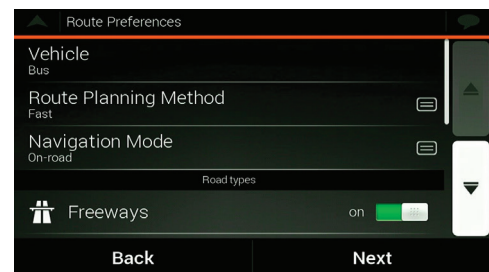 Route Preferences
Vehicle
Bus
Route Planning Method
Fast
Navigation Mode
On-road
Road types
Freeways on
Back Next